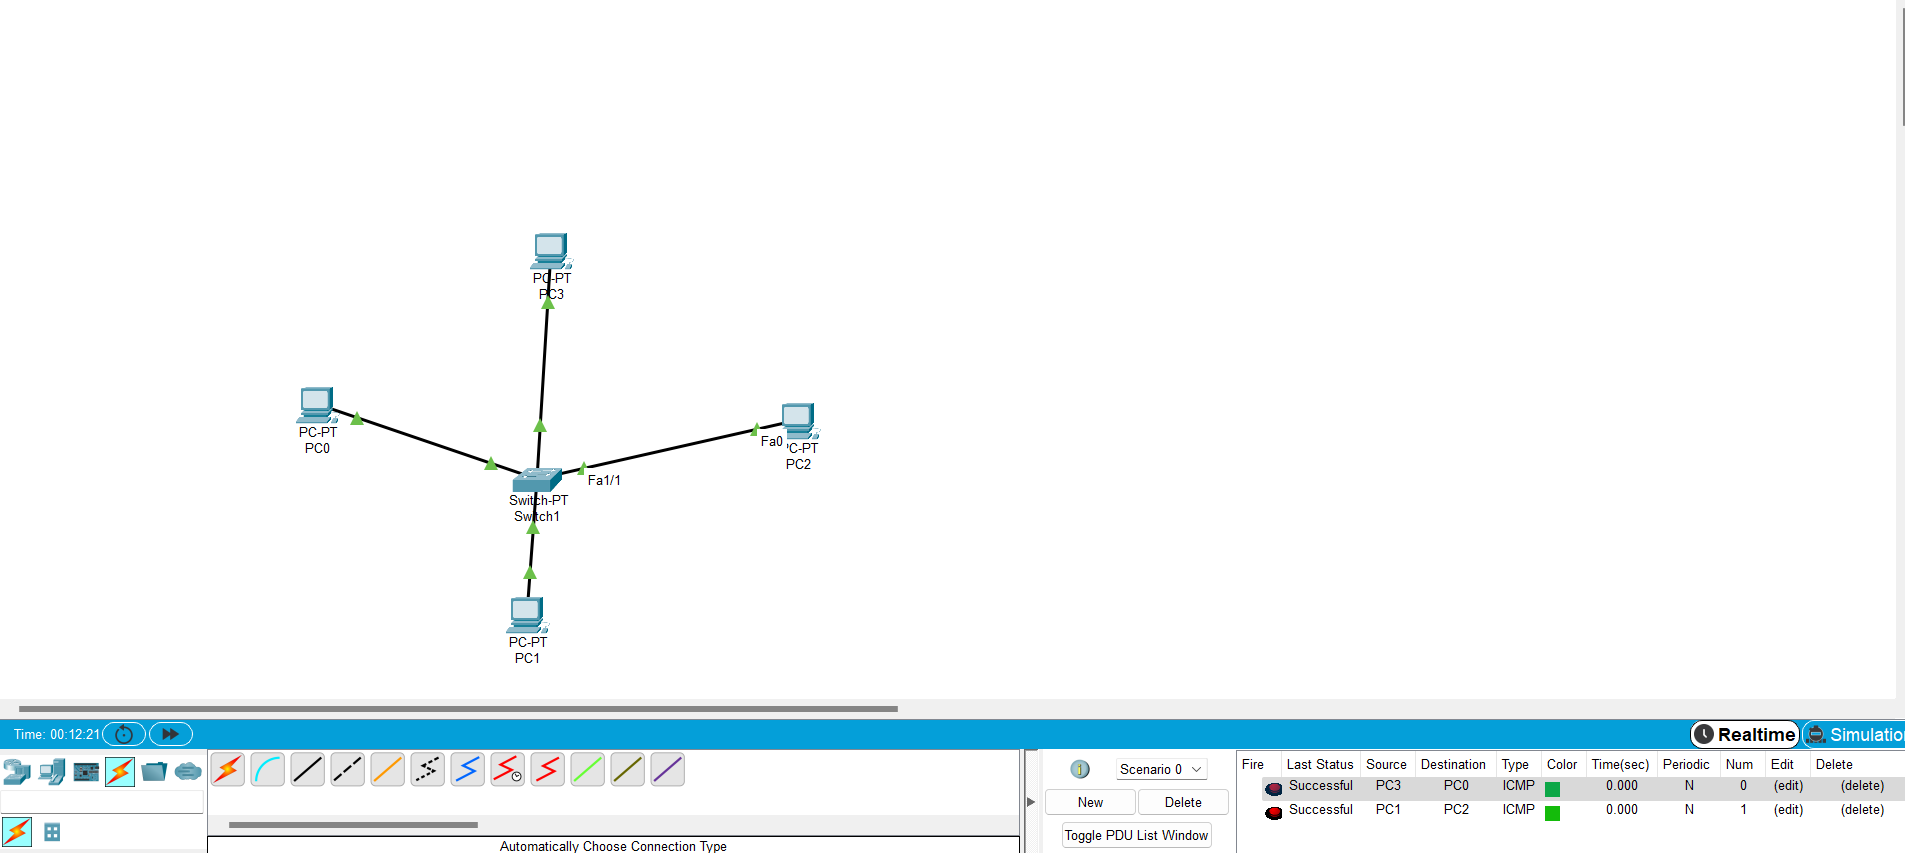 PC-PT
PC3
PC-PT
PC0
Fa0
PC-PT
PC2
Fa1/1
Switch-PT
Switch1
PC-PT
PC1
Time: 00:12:21
Realtime
Simulatio
Scenario 0
New
Delete
Toggle PDU List Window
Fire Last Status Source Destination Type Color Time(sec) Periodic Num Edit Delete
Successful PC3 PC0 ICMP 0.000 N 0 (edit) (delete)
Successful PC1 PC2 ICMP 0.000 N 1 (edit) (delete)
Automatically Choose Connection Type